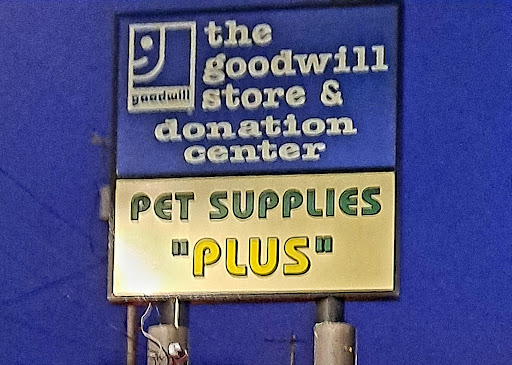 the
goodwill
goodwill
store &
donation
center
PET SUPPLIES
"PLUS"